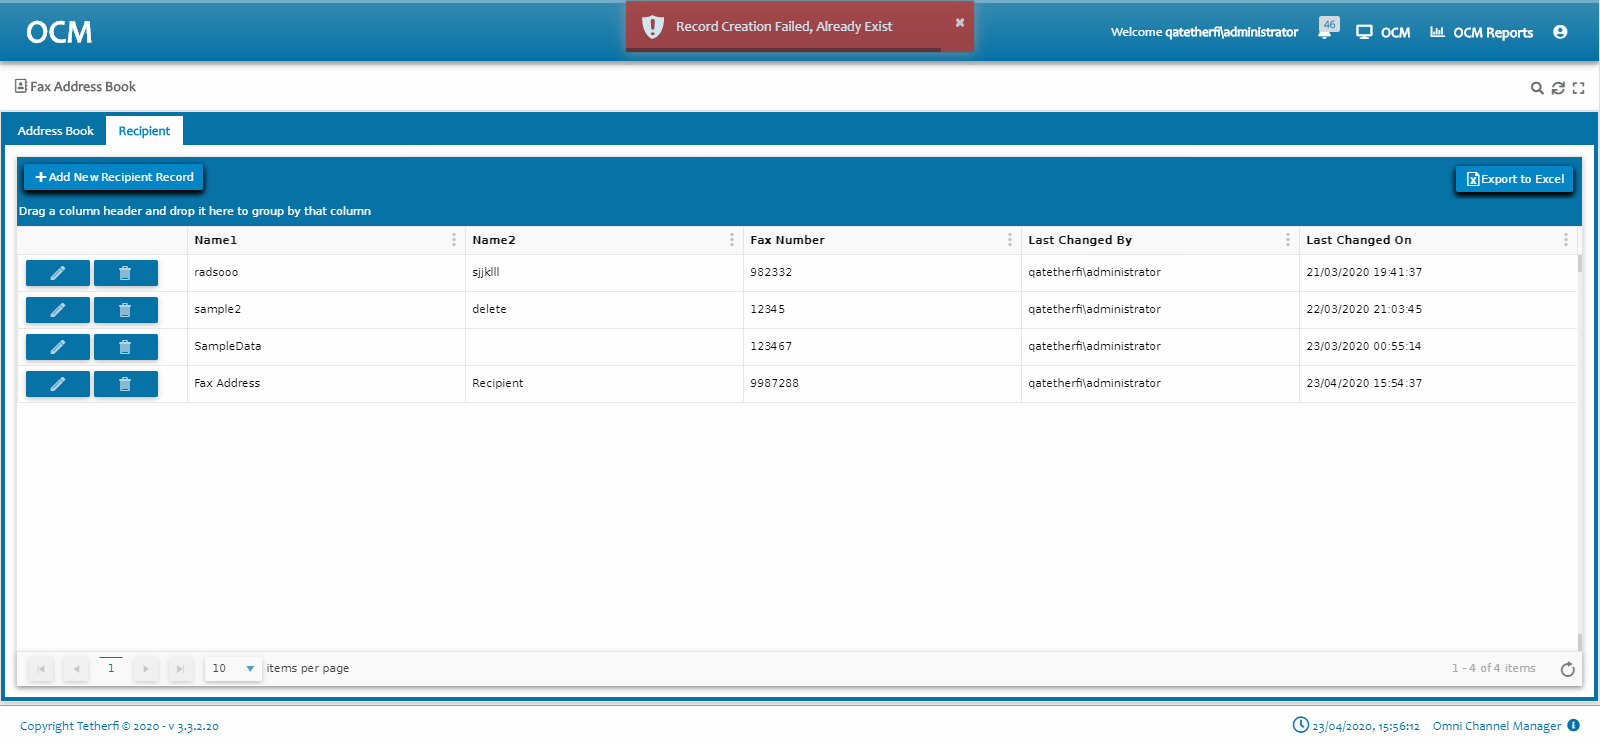 OCM
Record Creation Failed, Already Exist
Welcome qatetherfi\administrator
46
OCM
OCM Reports
Fax Address Book
Address Book
Recipient
Add New Recipient Record
Export to Excel
Drag a column header and drop it here to group by that column
Name1 Name2 Fax Number Last Changed By Last Changed On
radsooo sjjklll 982332 qatetherfi\administrator 21/03/2020 19:41:37
sample2 delete 12345 qatetherfi\administrator 22/03/2020 21:03:45
SampleData 123467 qatetherfi\administrator 23/03/2020 00:55:14
Fax Address Recipient 9987288 qatetherfi\administrator 23/04/2020 15:54:37
1 10 items per page 1 - 4 of 4 items
Copyright Tetherfi © 2020 - v 3.3.2.20
23/04/2020, 15:56:12 Omni Channel Manager